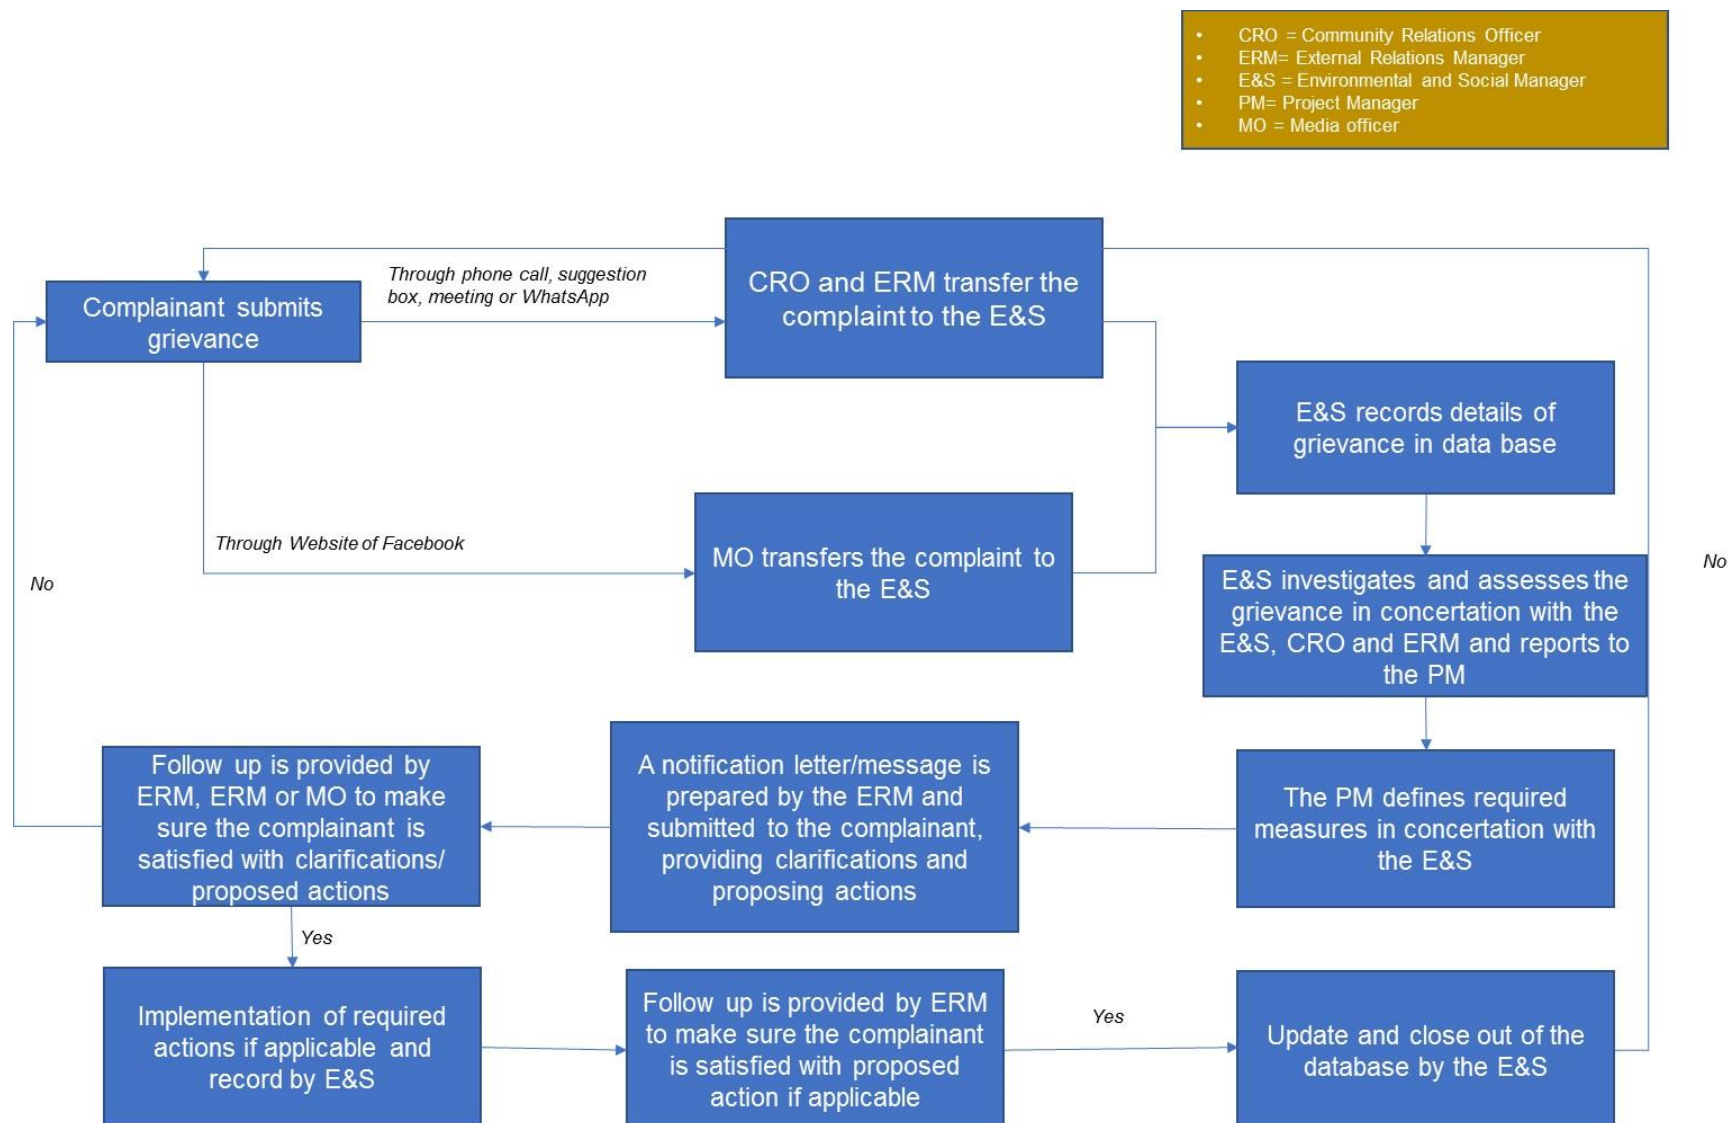 • CRO = Community Relations Officer
• ERM= External Relations Manager
• E&S = Environmental and Social Manager
• PM= Project Manager
• MO = Media officer
Complainant submits
grievance
Through phone call, suggestion
box, meeting or WhatsApp
CRO and ERM transfer the
complaint to the E&S
E&S records details of
grievance in data base
Through Website of Facebook
MO transfers the complaint to
the E&S
No
No
E&S investigates and assesses the
grievance in concertation with the
E&S, CRO and ERM and reports to
the PM
The PM defines required
measures in concertation with
the E&S
A notification letter/message is
prepared by the ERM and
submitted to the complainant,
providing clarifications and
proposing actions
Follow up is provided by
ERM, ERM or MO to make
sure the complainant is
satisfied with clarifications/
proposed actions
Yes
Implementation of required
actions if applicable and
record by E&S
Follow up is provided by ERM
to make sure the complainant
is satisfied with proposed
action if applicable
Yes
Update and close out of the
database by the E&S